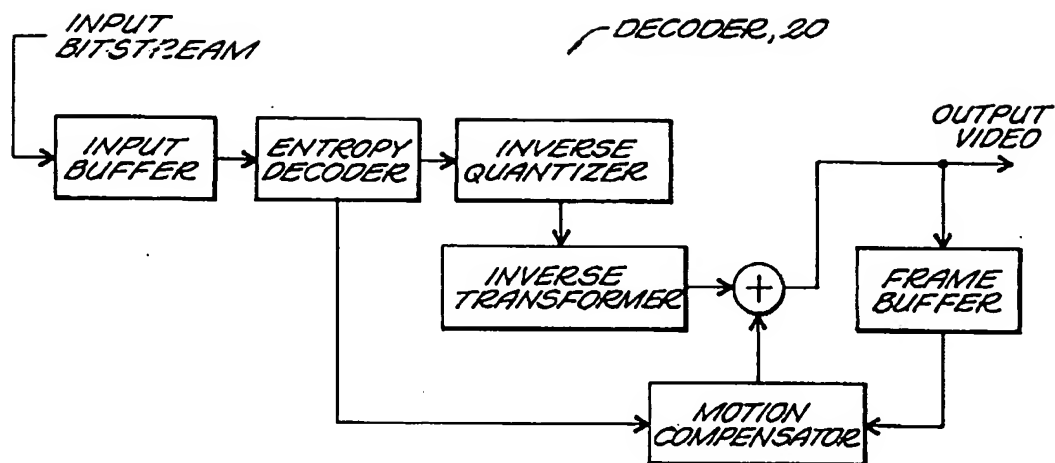 INPUT
BITSTREAM
DECODER, 20
OUTPUT
VIDEO
INPUT
BUFFER
ENTROPY
DECODER
INVERSE
QUANTIZER
INVERSE
TRANSFORMER
+
FRAME
BUFFER
MOTION
COMPENSATOR